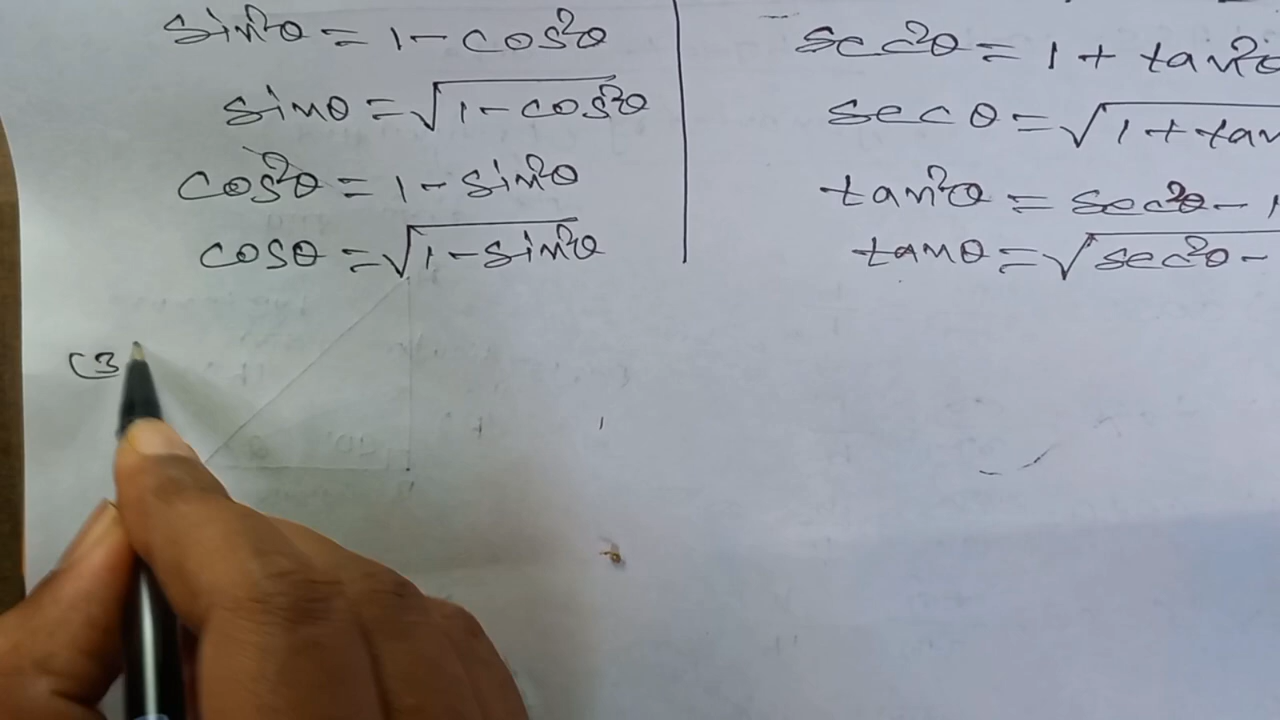 sin²θ = 1 - cos²θ
sinθ = √1 - cos²θ
cos²θ = 1 - sin²θ
cosθ = √1 - sin²θ
sec²θ = 1 + tan²θ
secθ = √1 + tan
tan²θ = sec²θ - 1
tanθ = √sec²θ -
(3